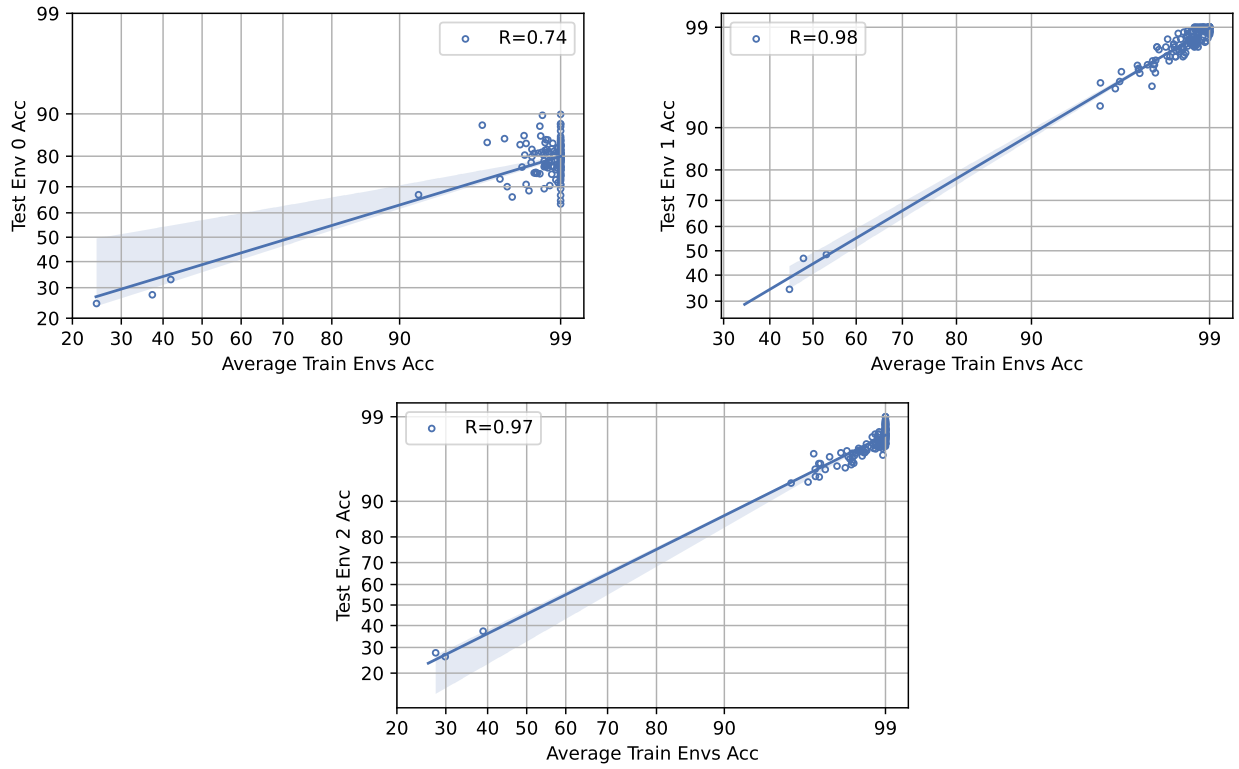 99
90
80
70
60
50
40
30
20
Test Env 0 Acc
R=0.74
20 30 40 50 60 70 80 90 99
Average Train Envs Acc
99
90
80
70
60
50
40
30
Test Env 1 Acc
R=0.98
30 40 50 60 70 80 90 99
Average Train Envs Acc
99
90
80
70
60
50
40
30
20
Test Env 2 Acc
R=0.97
20 30 40 50 60 70 80 90 99
Average Train Envs Acc